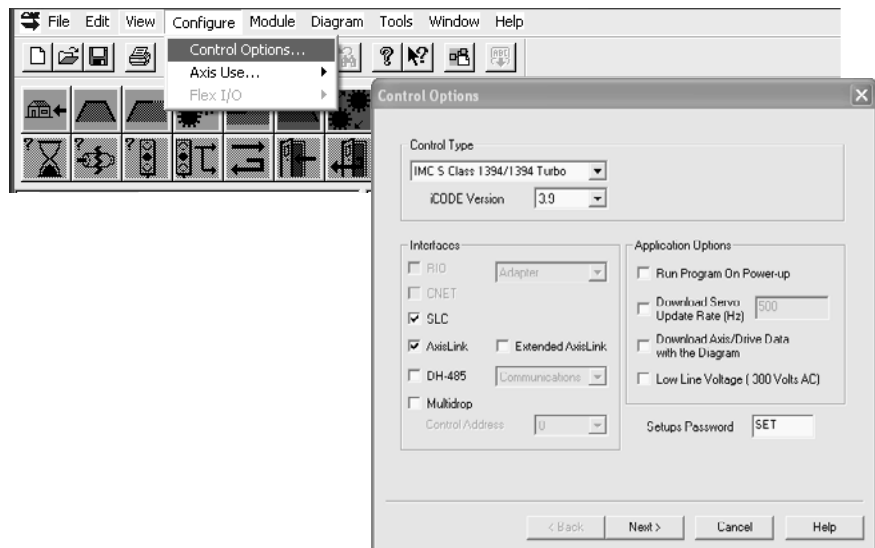 File Edit View Configure Module Diagram Tools Window Help
Control Options...
Axis Use...
Flex I/O
Control Options
Control Type
IMC S Class 1394/1394 Turbo
iCODE Version 3.9
Interfaces
RIO Adapter
CNET
SLC
AxisLink Extended AxisLink
DH-485 Communications
Multidrop
Control Address 0
Application Options
Run Program On Power-up
Download Servo
Update Rate (Hz) 500
Download Axis/Drive Data
with the Diagram
Low Line Voltage ( 300 Volts AC)
Setups Password SET
< Back Next > Cancel Help